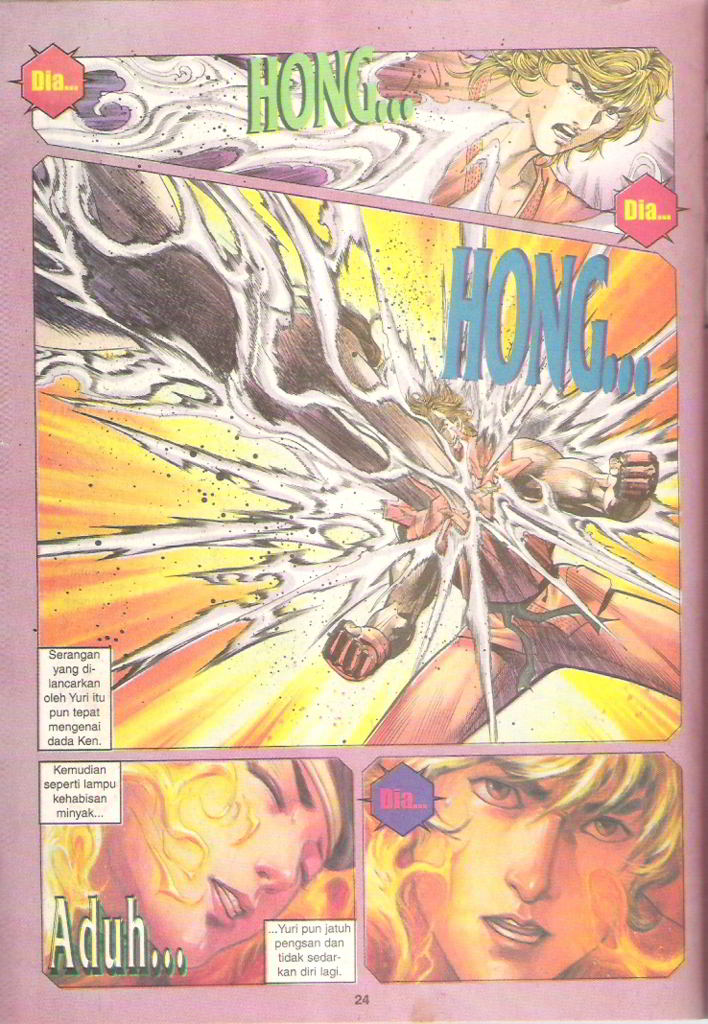 Dia...
HONG...
Dia...
HONG...
Serangan
yang di-
lancarkan
oleh Yuri itu
pun tepat
mengenai
dada Ken.
Kemudian
seperti lampu
kehabisan
minyak...
Dia...
Aduh...
...Yuri pun jatuh
pengsan dan
tidak sedar-
kan diri lagi.
24